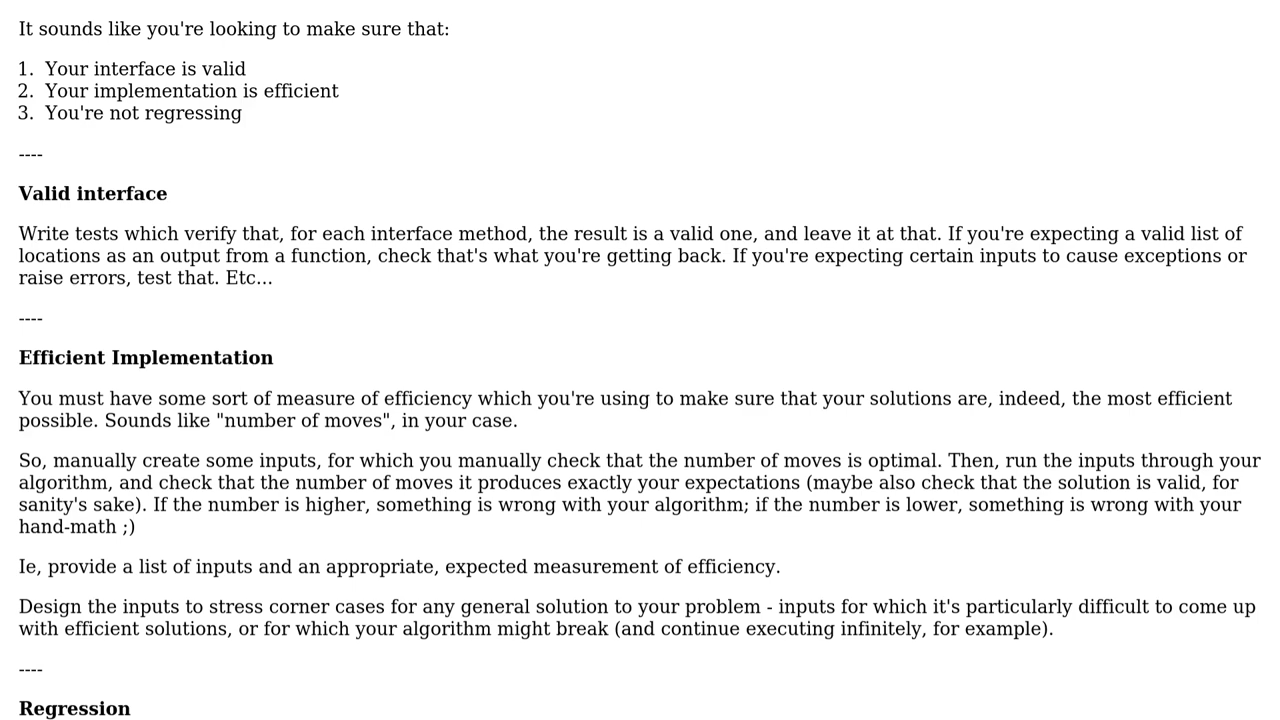 It sounds like you're looking to make sure that:
1. Your interface is valid
2. Your implementation is efficient
3. You're not regressing
----
Valid interface
Write tests which verify that, for each interface method, the result is a valid one, and leave it at that. If you're expecting a valid list of
locations as an output from a function, check that's what you're getting back. If you're expecting certain inputs to cause exceptions or
raise errors, test that. Etc...
----
Efficient Implementation
You must have some sort of measure of efficiency which you're using to make sure that your solutions are, indeed, the most efficient
possible. Sounds like "number of moves", in your case.
So, manually create some inputs, for which you manually check that the number of moves is optimal. Then, run the inputs through your
algorithm, and check that the number of moves it produces exactly your expectations (maybe also check that the solution is valid, for
sanity's sake). If the number is higher, something is wrong with your algorithm; if the number is lower, something is wrong with your
hand-math ;)
Ie, provide a list of inputs and an appropriate, expected measurement of efficiency.
Design the inputs to stress corner cases for any general solution to your problem - inputs for which it's particularly difficult to come up
with efficient solutions, or for which your algorithm might break (and continue executing infinitely, for example).
----
Regression